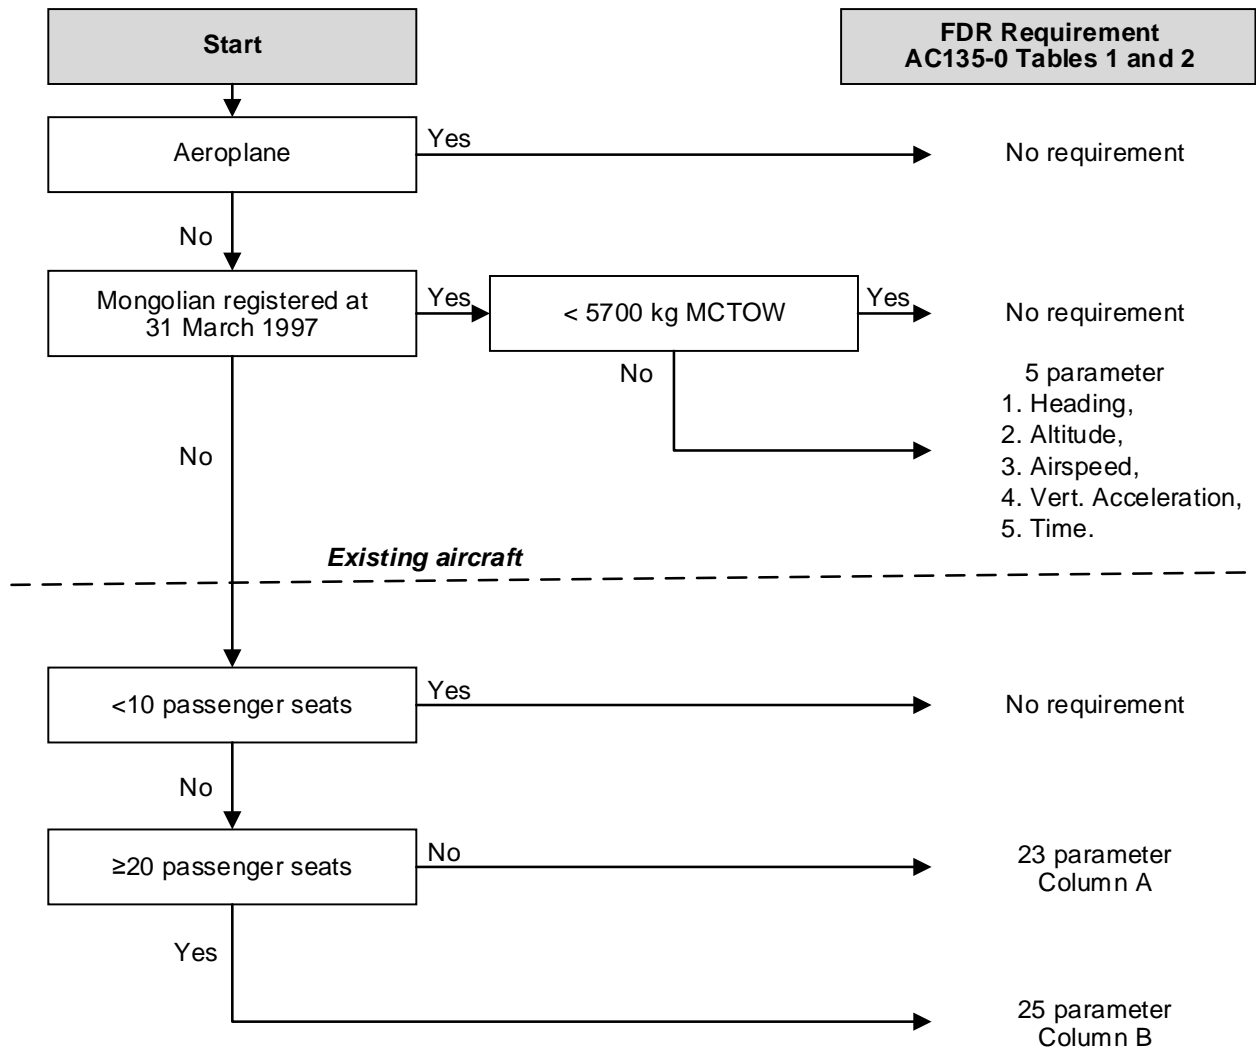 Start
FDR Requirement
AC135-0 Tables 1 and 2
Aeroplane
Yes
No requirement
No
Mongolian registered at
31 March 1997
Yes
< 5700 kg MCTOW
Yes
No requirement
No
5 parameter
1. Heading,
2. Altitude,
3. Airspeed,
4. Vert. Acceleration,
5. Time.
No
Existing aircraft
<10 passenger seats
Yes
No requirement
No
≥20 passenger seats
No
23 parameter
Column A
Yes
25 parameter
Column B